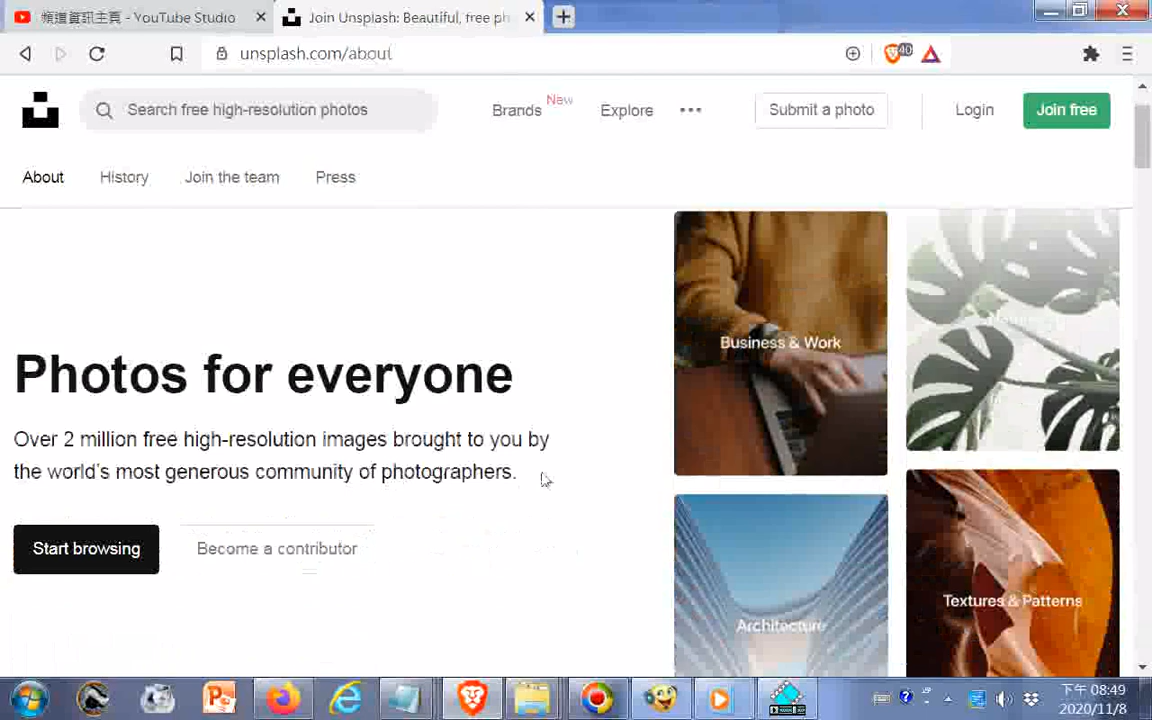 頻道資訊主頁 - YouTube Studio
Join Unsplash: Beautiful, free ph
unsplash.com/about
40
Search free high-resolution photos
Brands New
Explore
Submit a photo
Login
Join free
About
History
Join the team
Press
Photos for everyone
Over 2 million free high-resolution images brought to you by
the world's most generous community of photographers.
Start browsing
Become a contributor
Business & Work
Architecture
Textures & Patterns
下午 08:49
2020/11/8